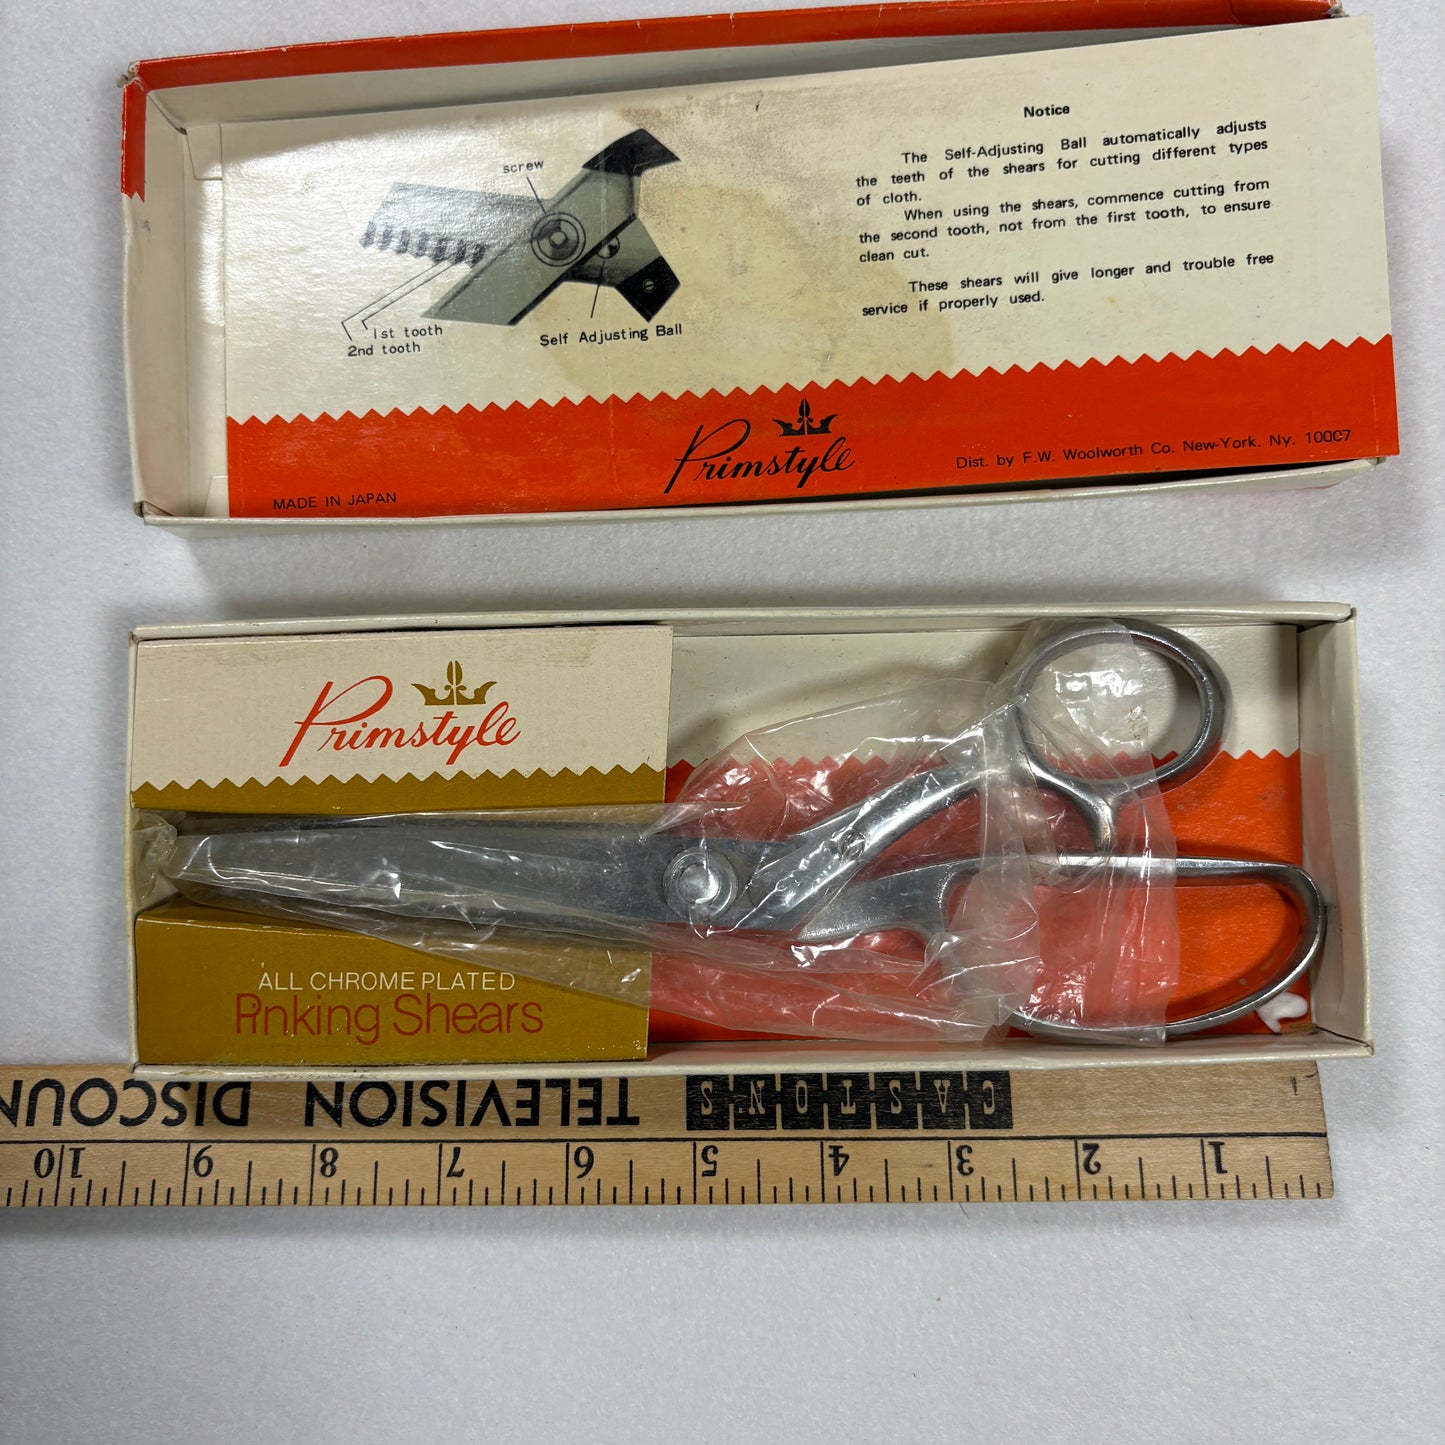 Notice
The Self-Adjusting Ball automatically adjusts
the teeth of the shears for cutting different types
of cloth.
When using the shears, commence cutting from
the second tooth, not from the first tooth, to ensure
clean cut.
These shears will give longer and trouble free
service if properly used.
screw
1st tooth
2nd tooth
Self Adjusting Ball
Primstyle
MADE IN JAPAN
Dist. by F.W. Woolworth Co. New-York. Ny. 10007
Primstyle
ALL CHROME PLATED
Pinking Shears
CASTON'S TELEVISION DISCOUN
1 2 3 4 5 6 7 8 9 10